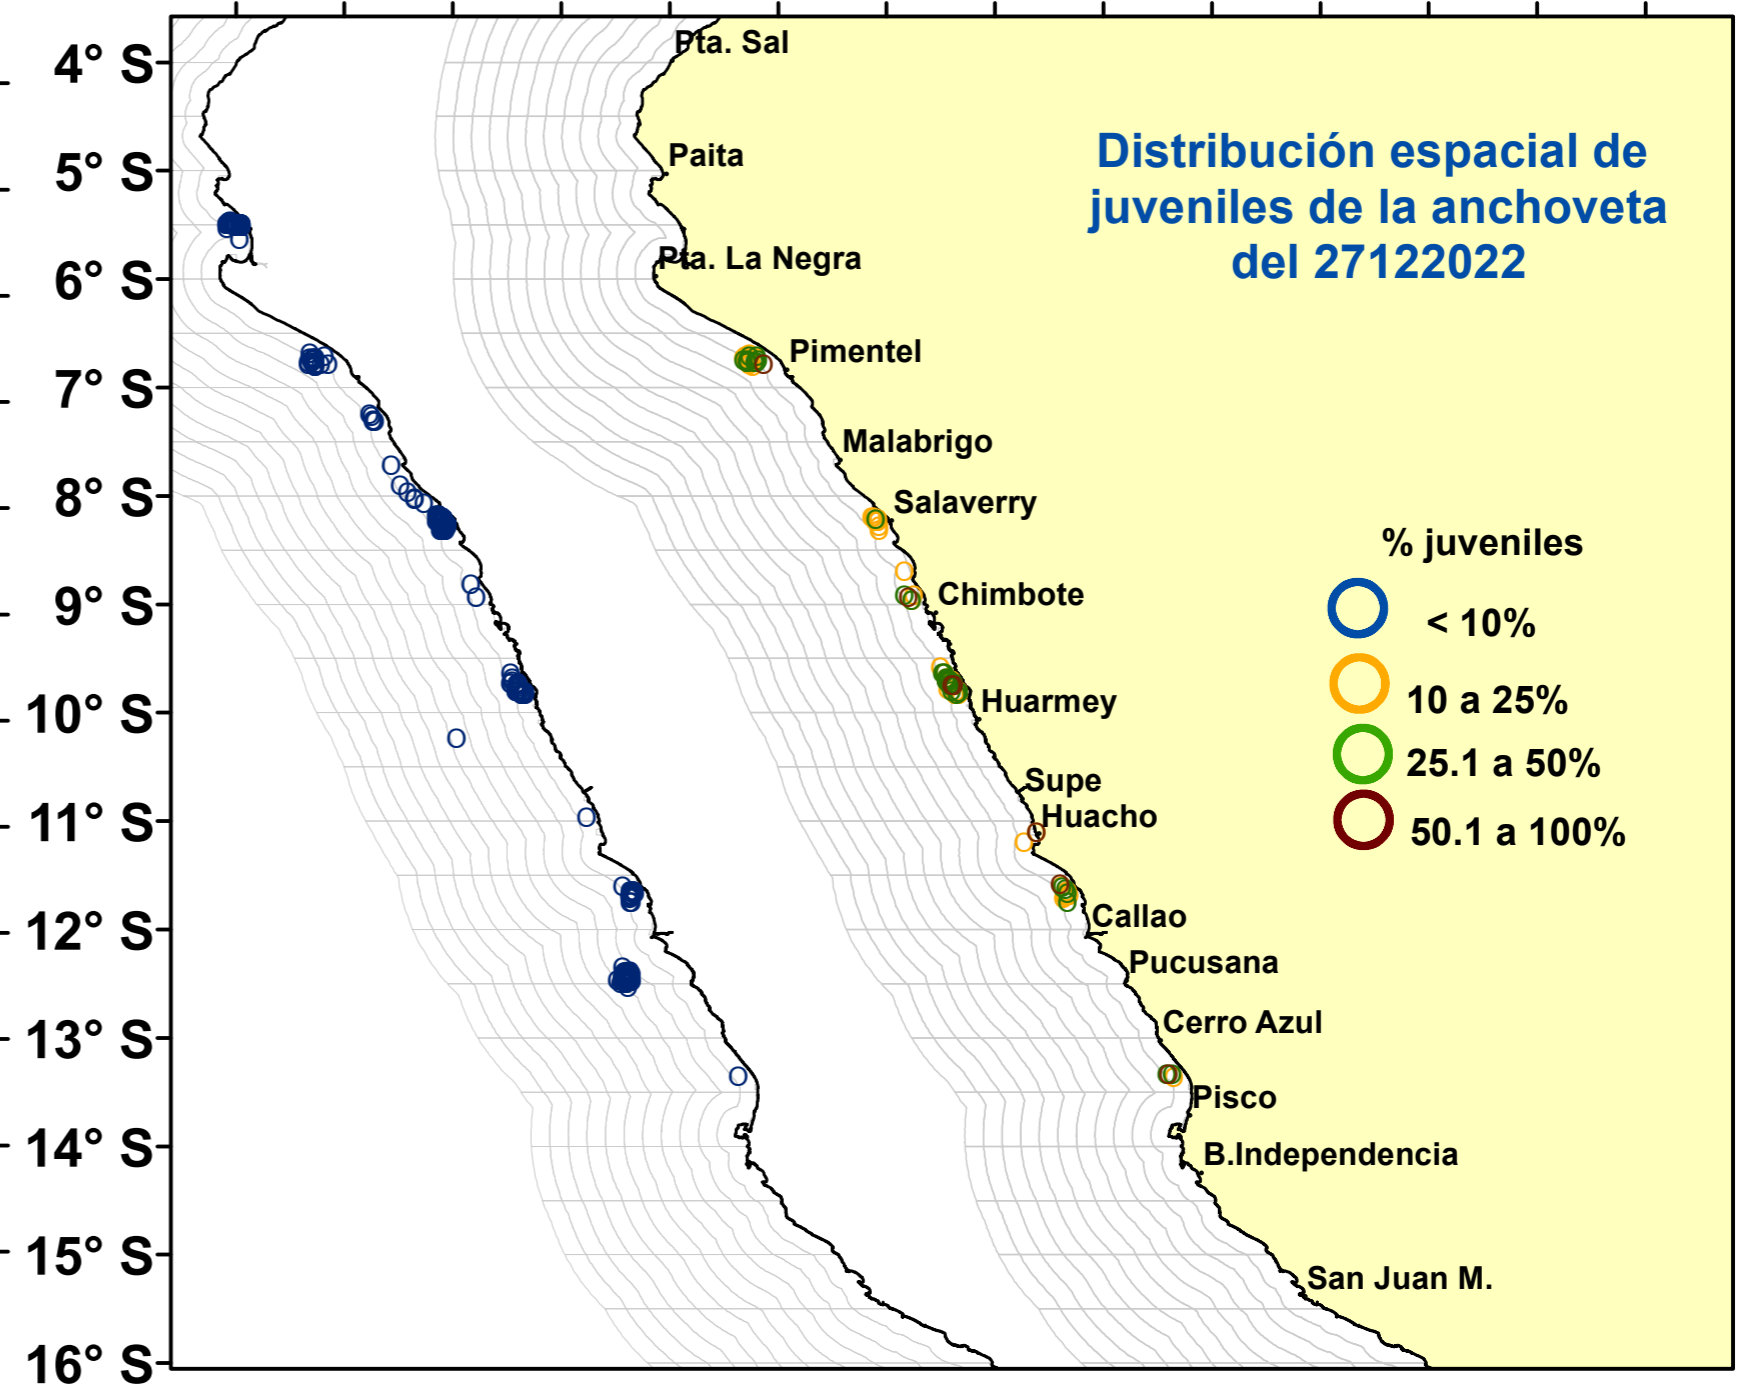 4° S
5° S
6° S
7° S
8° S
9° S
10° S
11° S
12° S
13° S
14° S
15° S
16° S
Pta. Sal
Paita
Pta. La Negra
Pimentel
Malabrigo
Salaverry
Chimbote
Huarmey
Supe
Huacho
Callao
Pucusana
Cerro Azul
Pisco
B.Independencia
San Juan M.
Distribución espacial de
juveniles de la anchoveta
del 27122022
% juveniles
< 10%
10 a 25%
25.1 a 50%
50.1 a 100%